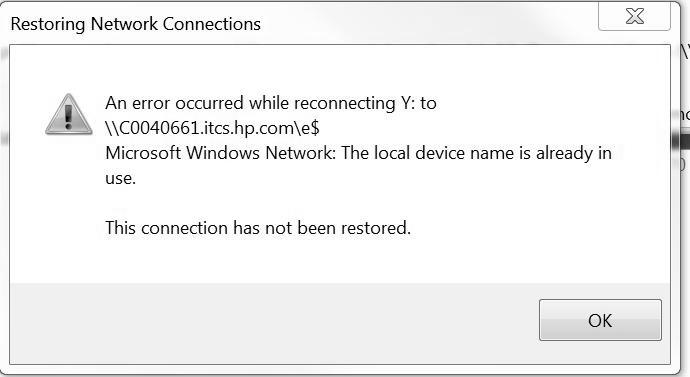 Restoring Network Connections
An error occurred while reconnecting Y: to
\\C0040661.itcs.hp.com\e$
Microsoft Windows Network: The local device name is already in
use.
This connection has not been restored.
OK